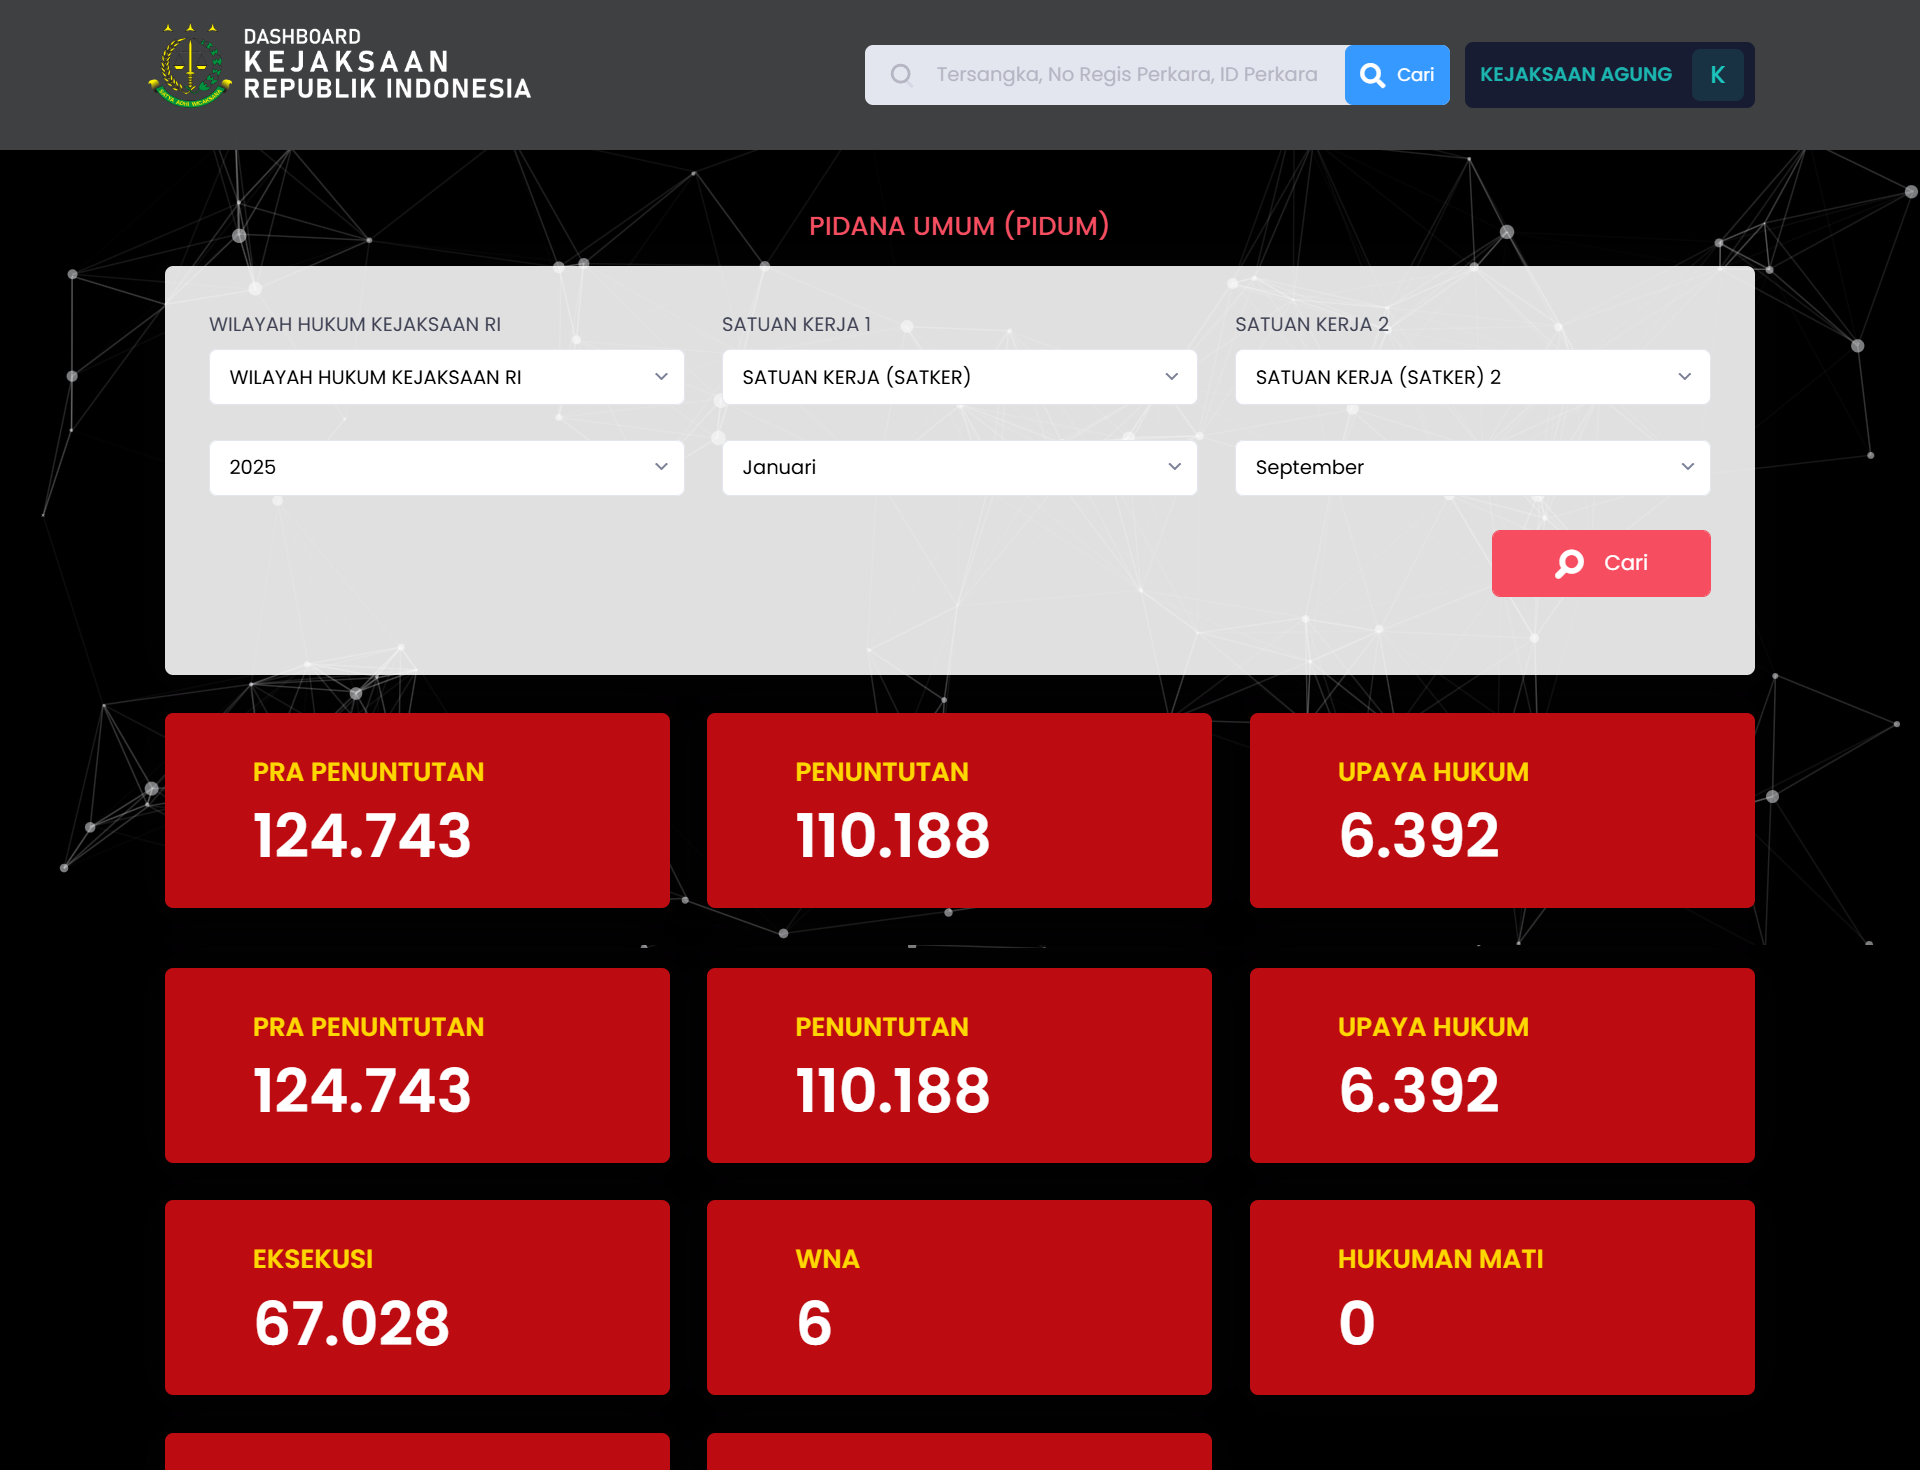 DASHBOARD
KEJAKSAAN
REPUBLIK INDONESIA
SATYA ADHI WICAKSANA
Tersangka, No Regis Perkara, ID Perkara
Cari
KEJAKSAAN AGUNG
K
PIDANA UMUM (PIDUM)
WILAYAH HUKUM KEJAKSAAN RI
SATUAN KERJA 1
SATUAN KERJA 2
WILAYAH HUKUM KEJAKSAAN RI
SATUAN KERJA (SATKER)
SATUAN KERJA (SATKER) 2
2025
Januari
September
Cari
PRA PENUNTUTAN
124.743
PENUNTUTAN
110.188
UPAYA HUKUM
6.392
PRA PENUNTUTAN
124.743
PENUNTUTAN
110.188
UPAYA HUKUM
6.392
EKSEKUSI
67.028
WNA
6
HUKUMAN MATI
0